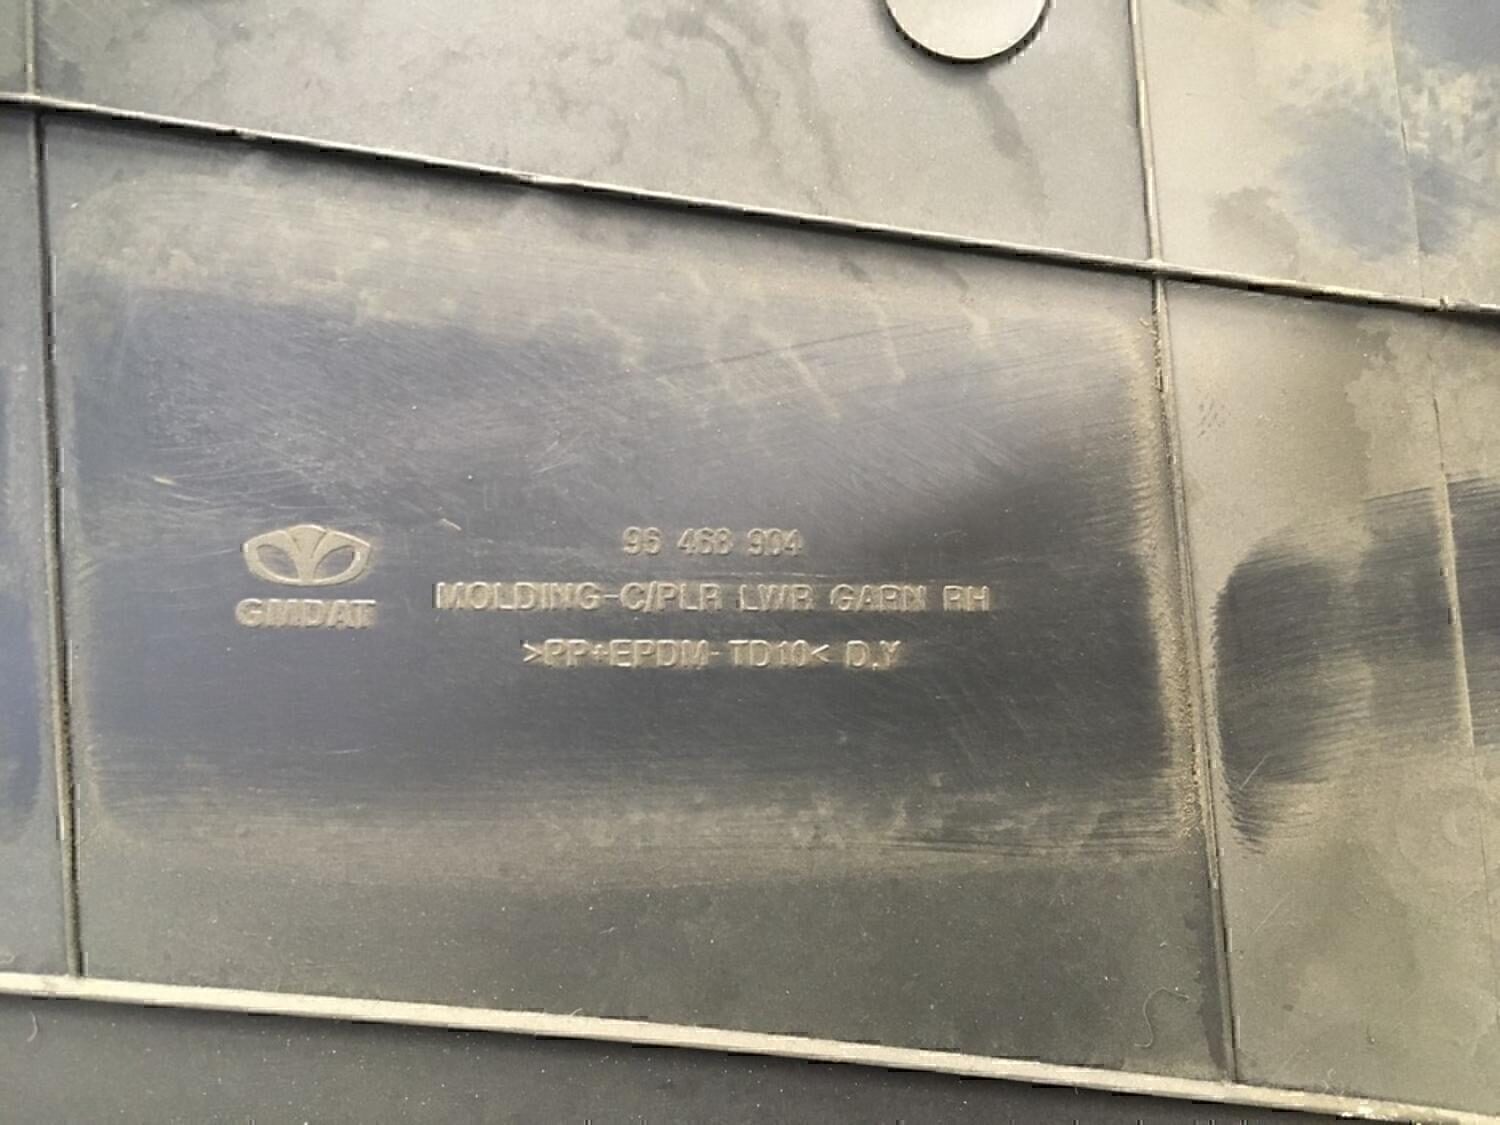 96 468 904
GMDAT
MOLDING-C/PLR LWR GARN RH
>PP+EPDM-TD10< D.Y